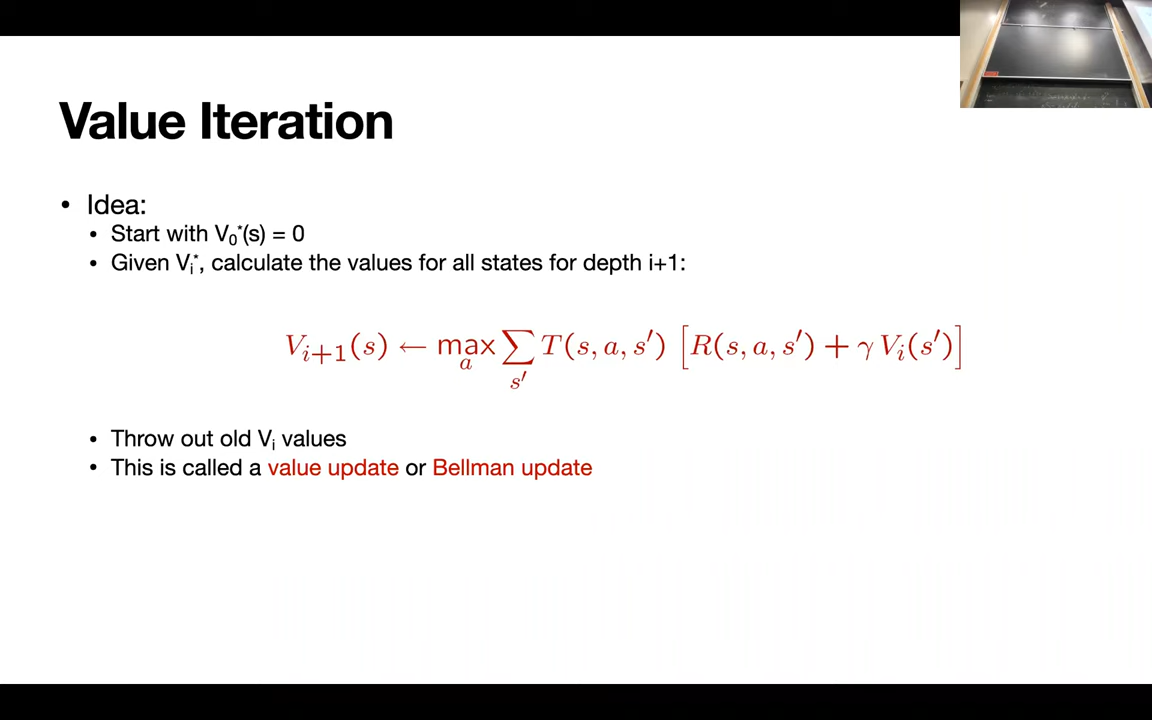 Value Iteration
• Idea:
• Start with V₀*(s) = 0
• Given Vᵢ*, calculate the values for all states for depth i+1:
Vᵢ₊₁(s) ← max_a ∑_{s′} T(s, a, s′) [R(s, a, s′) + γ Vᵢ(s′)]
• Throw out old Vᵢ values
• This is called a value update or Bellman update